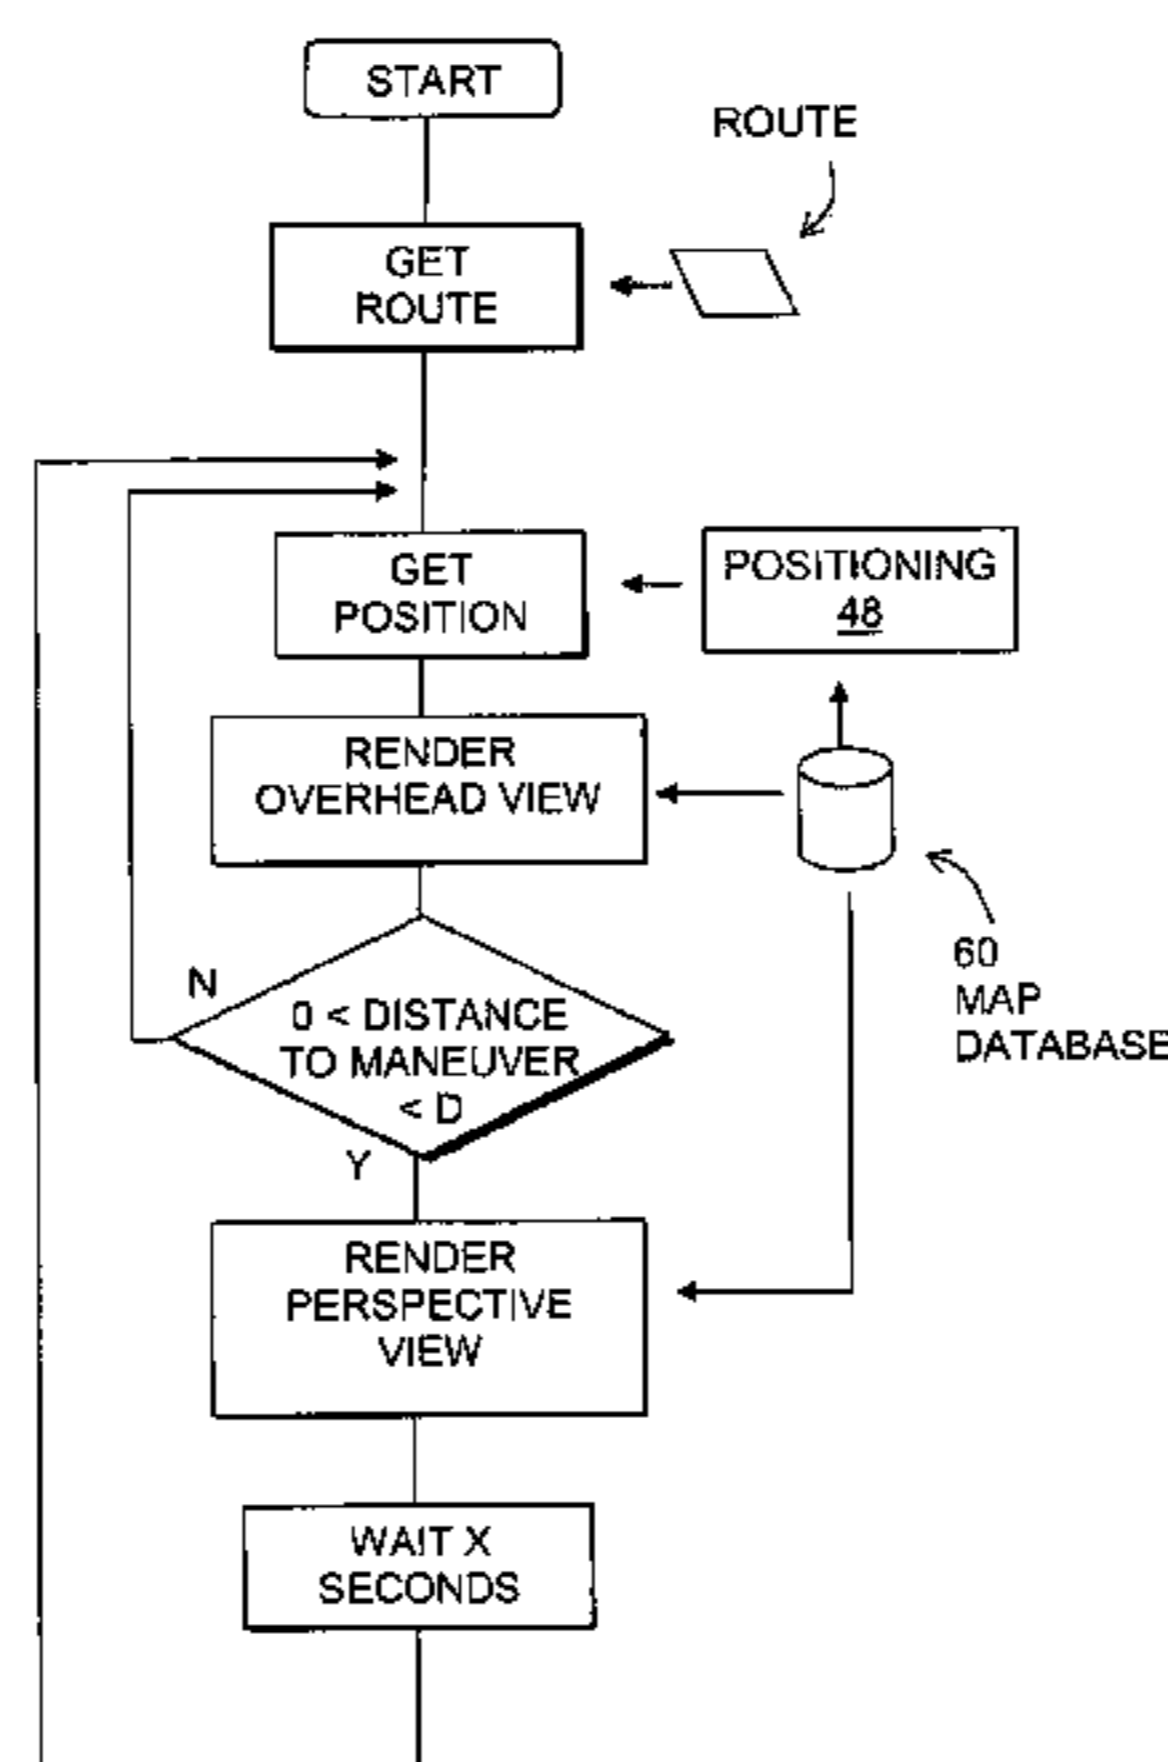 START
ROUTE
GET
ROUTE
GET
POSITION
POSITIONING
48
RENDER
OVERHEAD VIEW
60
MAP
DATABASE
N
0 < DISTANCE
TO MANEUVER
< D
Y
RENDER
PERSPECTIVE
VIEW
WAIT X
SECONDS